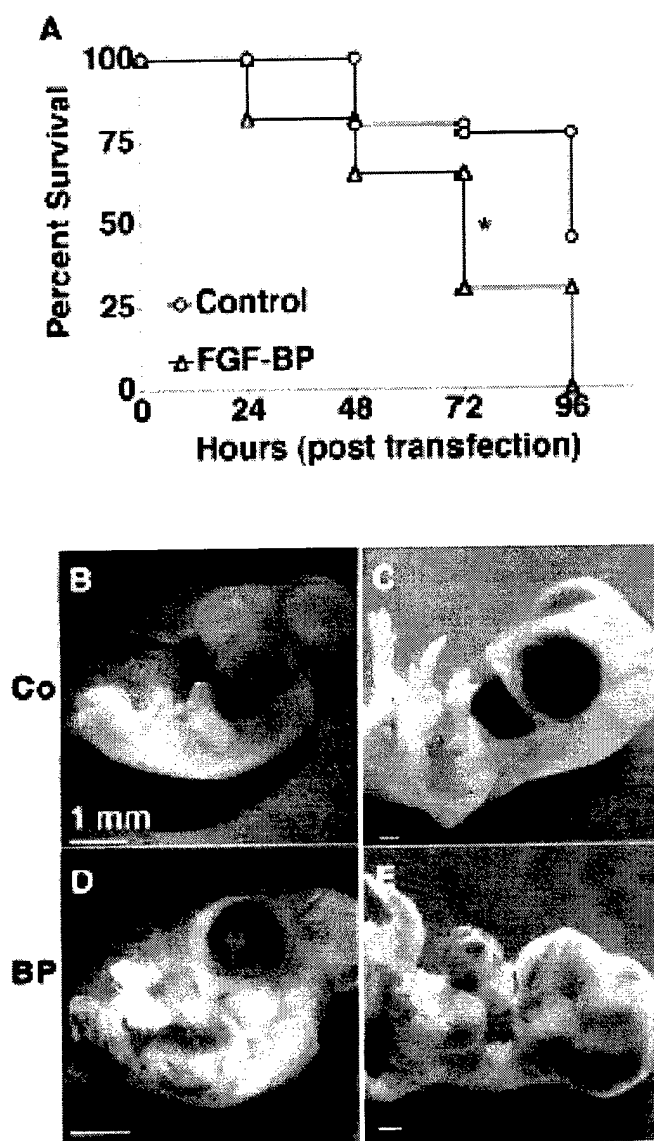 A
Percent Survival
100
75
50
25
0
*
Control
FGF-BP
0 24 48 72 96
Hours (post transfection)
B
C
Co
1 mm
D
E
BP